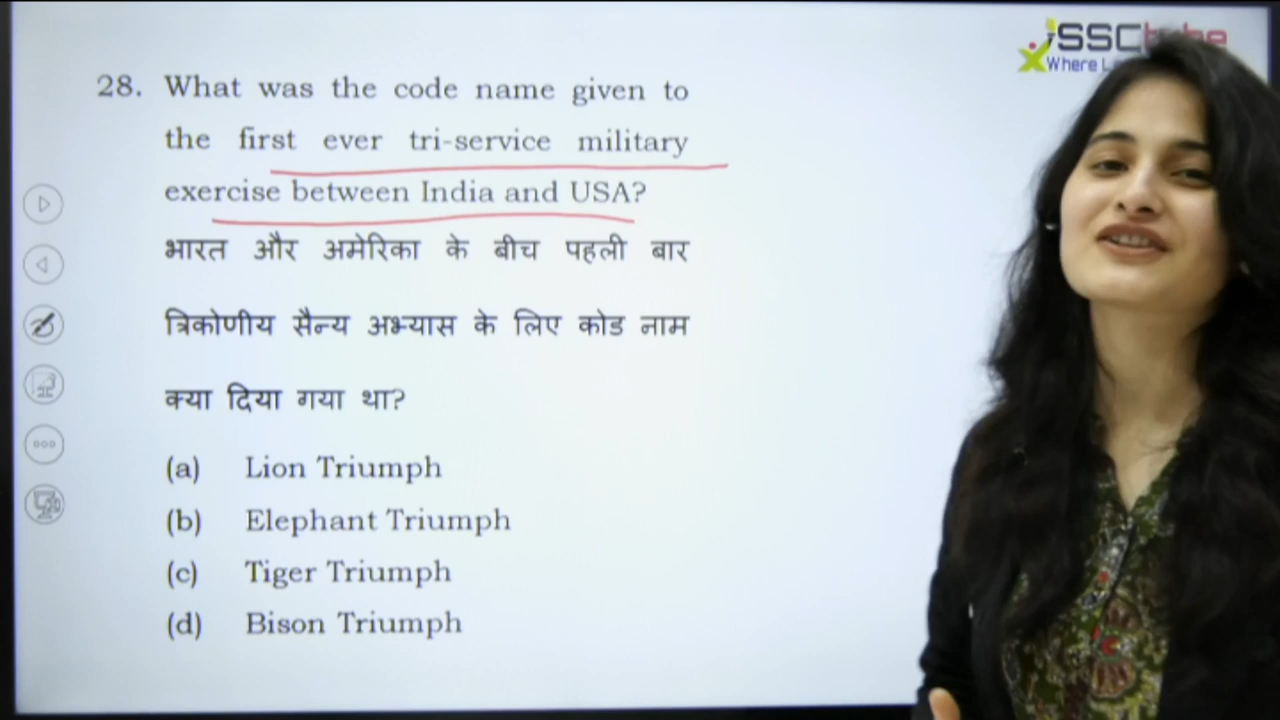 SSC
Where
28. What was the code name given to
the first ever tri-service military
exercise between India and USA?
भारत और अमेरिका के बीच पहली बार
त्रिकोणीय सैन्य अभ्यास के लिए कोड नाम
क्या दिया गया था?
(a) Lion Triumph
(b) Elephant Triumph
(c) Tiger Triumph
(d) Bison Triumph